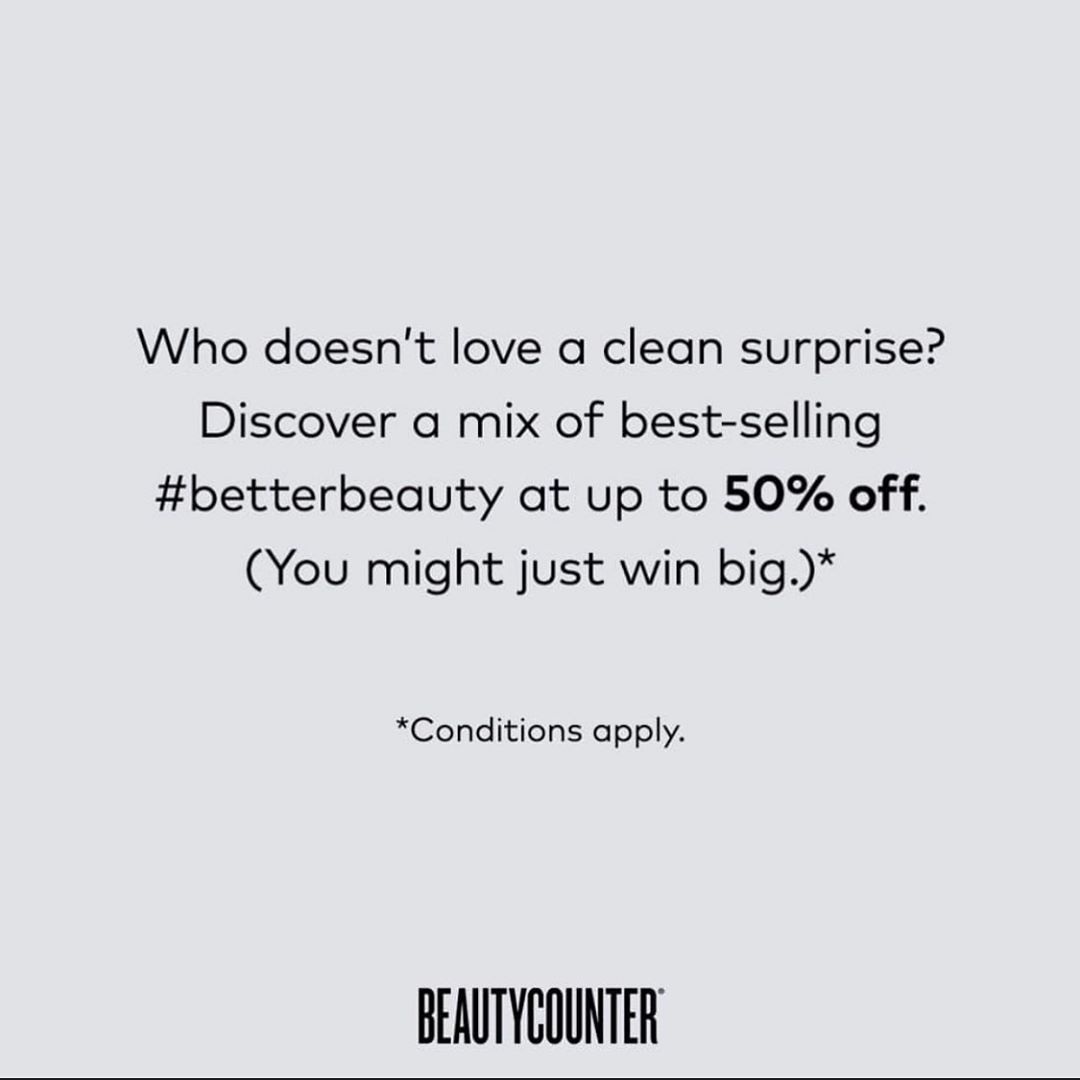 Who doesn't love a clean surprise?
Discover a mix of best-selling
#betterbeauty at up to 50% off.
(You might just win big.)*
*Conditions apply.
BEAUTYCOUNTER®